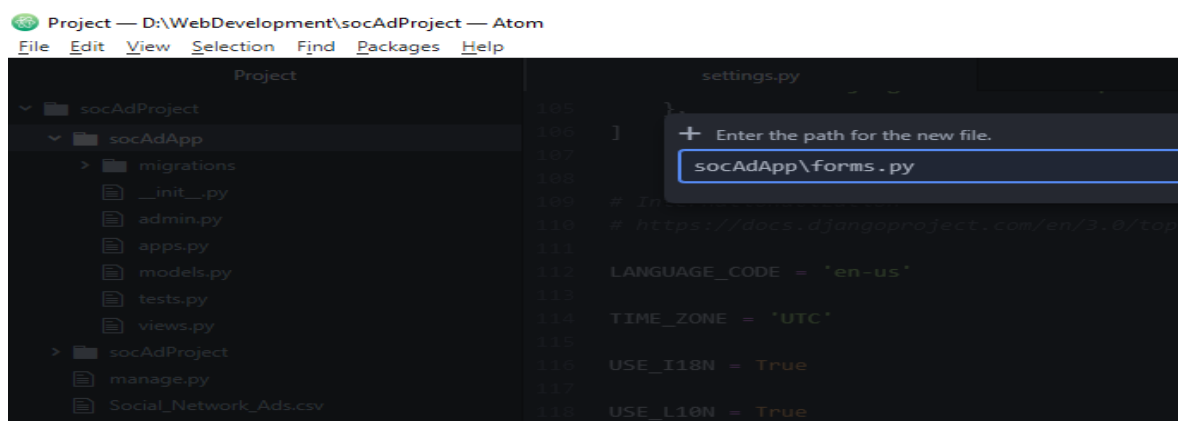 Project — D:\WebDevelopment\socAdProject — Atom
File Edit View Selection Find Packages Help
Project
socAdProject
socAdApp
migrations
__init__.py
admin.py
apps.py
models.py
tests.py
views.py
socAdProject
manage.py
Social_Network_Ads.csv
settings.py
105 },
106 ]
107
108
109
110 # https://docs.djangoproject.com/en/3.0/top
111
112 LANGUAGE_CODE = 'en-us'
113
114 TIME_ZONE = 'UTC'
115
116 USE_I18N = True
117
118 USE_L10N = True
Enter the path for the new file.
socAdApp\forms.py